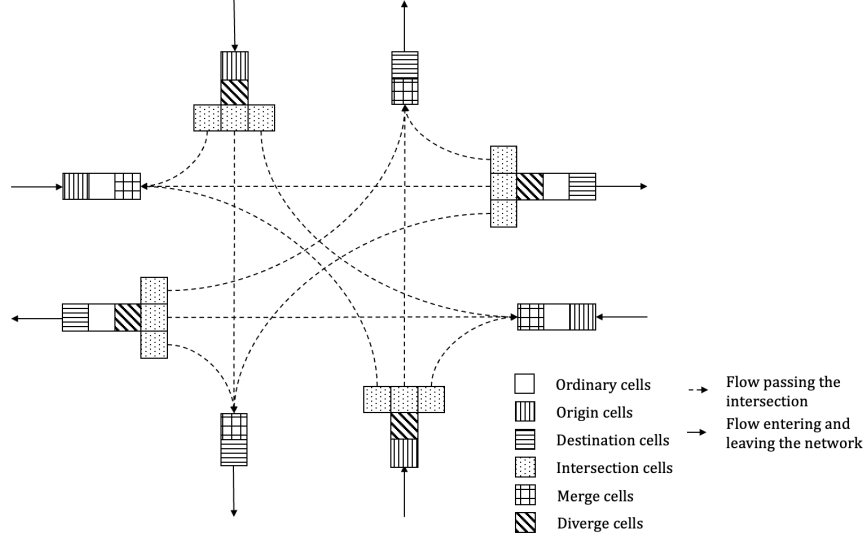 Ordinary cells
Origin cells
Destination cells
Intersection cells
Merge cells
Diverge cells
Flow passing the
intersection
Flow entering and
leaving the network